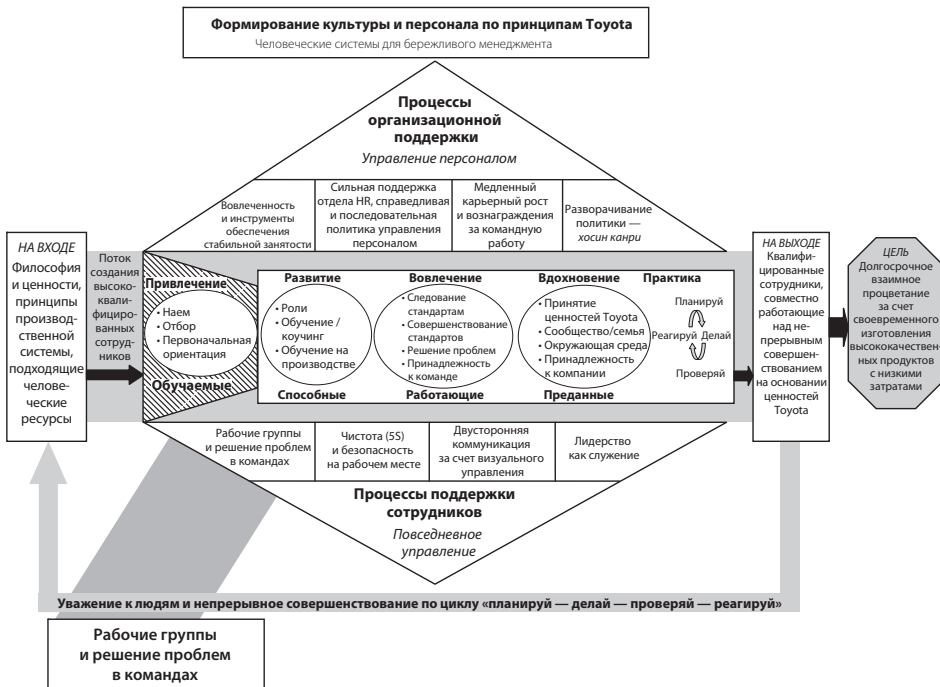 Формирование культуры и персонала по принципам Toyota
Человеческие системы для бережливого менеджмента
Процессы
организационной
поддержки
Управление персоналом
Вовлеченность
и инструменты
обеспечения
стабильной занятости
Сильная поддержка
отдела HR, справедливая
и последовательная
политика управления
персоналом
Медленный
карьерный рост
и вознаграждения
за командную
работу
Разворачивание
политики —
хосин канри
НА ВХОДЕ
Философия
и ценности,
принципы
производ-
ственной
системы,
подходящие
челове-
ческие
ресурсы
Поток
создания
высоко-
квали-
фициро-
ванных
сотруд-
ников
Привлечение
• Наем
• Отбор
• Первоначальная
ориентация
Обучаемые
Развитие
• Роли
• Обучение /
коучинг
• Обучение на
производстве
Способные
Вовлечение
• Следование
стандартам
• Совершенствование
стандартов
• Решение проблем
• Принадлежность
к команде
Работающие
Вдохновение
• Принятие
ценностей Toyota
• Сообщество/семья
• Окружающая среда
• Принадлежность
к компании
Преданные
Практика
Планируй
Реагируй Делай
Проверяй
НА ВЫХОДЕ
Квалифи-
цированные
сотрудники,
совместно
работающие
над не-
прерывным
совершен-
ствованием
на основании
ценностей
Toyota
ЦЕЛЬ
Долгосрочное
взаимное
процветание
за счет
своевременного
изготовления
высококачествен-
ных продуктов
с низкими
затратами
Рабочие группы
и решение проблем
в командах
Чистота (5S)
и безопасность
на рабочем месте
Двусторонняя
коммуникация
за счет визуального
управления
Лидерство
как служение
Процессы поддержки
сотрудников
Повседневное
управление
Уважение к людям и непрерывное совершенствование по циклу «планируй — делай — проверяй — реагируй»
Рабочие группы
и решение проблем
в командах